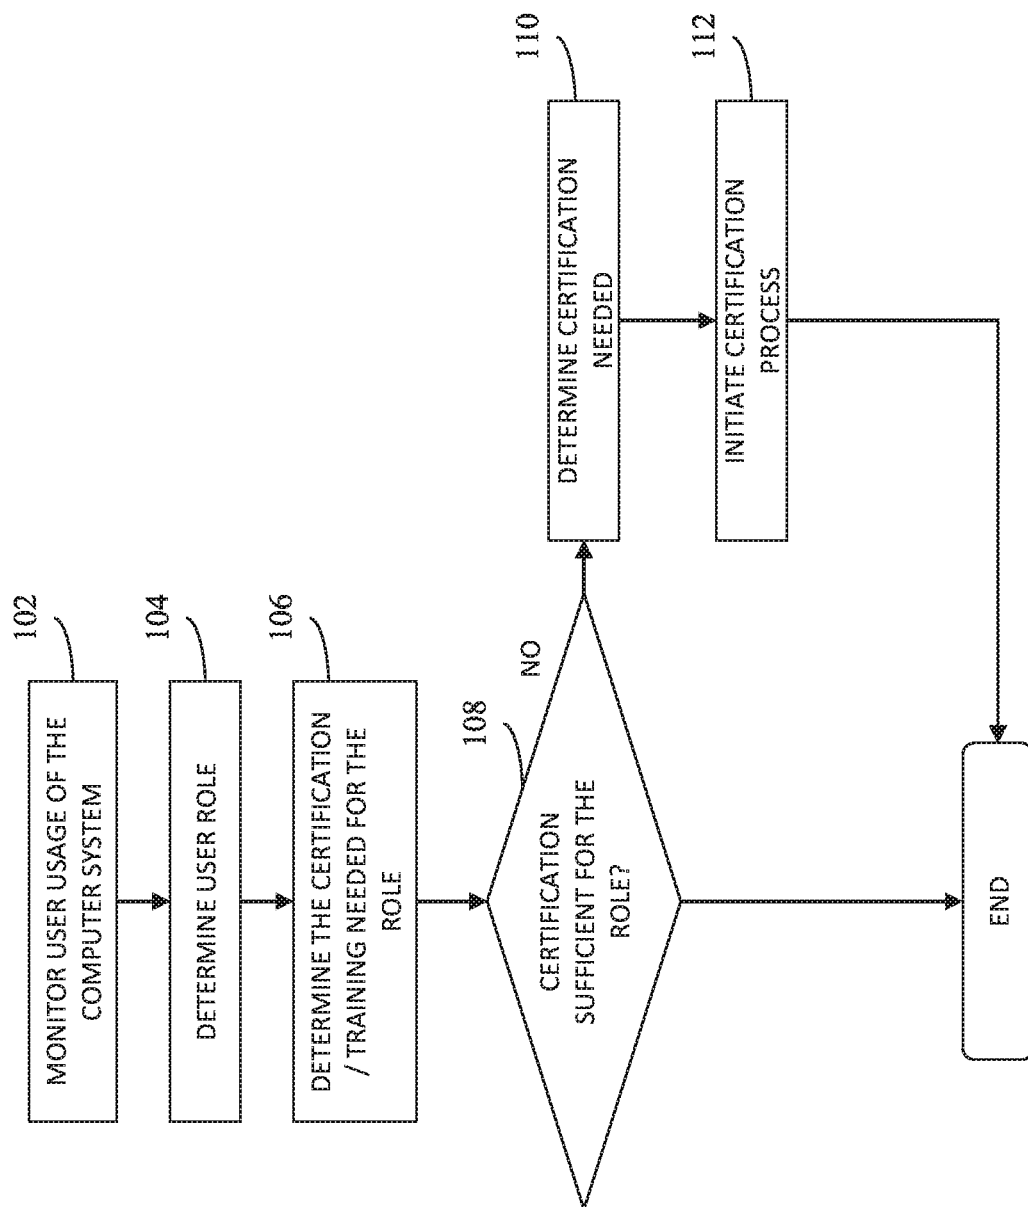 102
MONITOR USER USAGE OF THE
COMPUTER SYSTEM
104
DETERMINE USER ROLE
106
DETERMINE THE CERTIFICATION
/ TRAINING NEEDED FOR THE
ROLE
108
CERTIFICATION
SUFFICIENT FOR THE
ROLE?
NO
110
DETERMINE CERTIFICATION
NEEDED
112
INITIATE CERTIFICATION
PROCESS
END